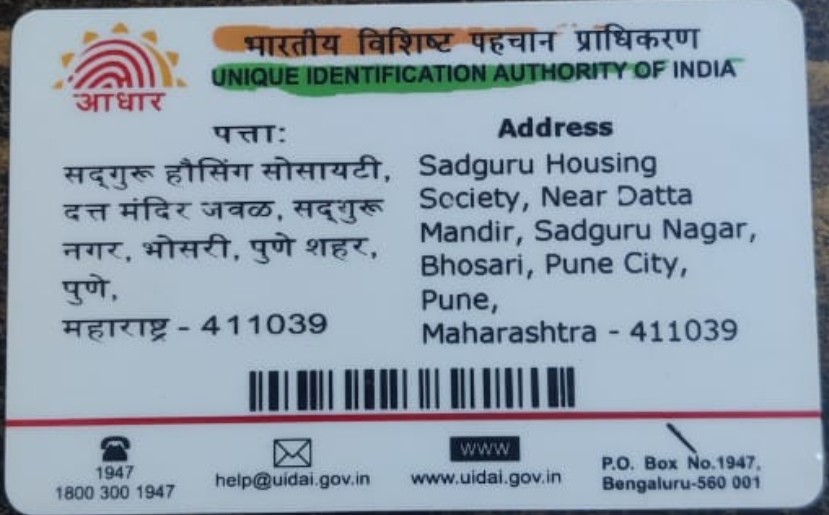 भारतीय विशिष्ट पहचान प्राधिकरण
UNIQUE IDENTIFICATION AUTHORITY OF INDIA
आधार
पत्ता:
सद्गुरू हौसिंग सोसायटी,
दत्त मंदिर जवळ, सद्गुरू
नगर, भोसरी, पुणे शहर,
पुणे,
महाराष्ट्र - 411039
Address
Sadguru Housing
Society, Near Datta
Mandir, Sadguru Nagar,
Bhosari, Pune City,
Pune,
Maharashtra - 411039
1947
1800 300 1947
help@uidai.gov.in
WWW
www.uidai.gov.in
P.O. Box No.1947,
Bengaluru-560 001